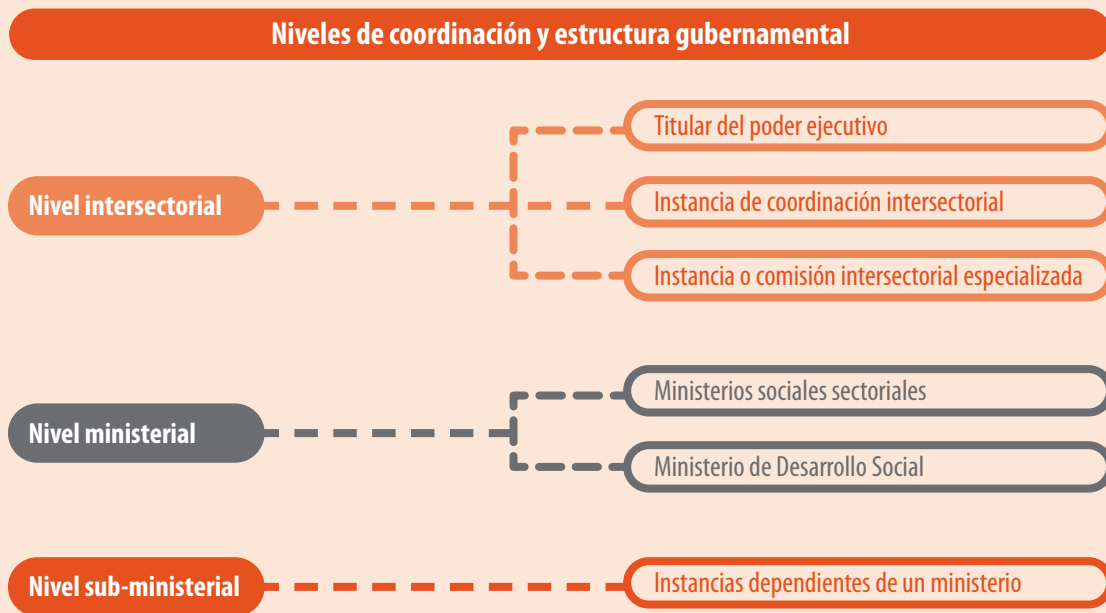 Niveles de coordinación y estructura gubernamental
Nivel intersectorial
Titular del poder ejecutivo
Instancia de coordinación intersectorial
Instancia o comisión intersectorial especializada
Nivel ministerial
Ministerios sociales sectoriales
Ministerio de Desarrollo Social
Nivel sub-ministerial
Instancias dependientes de un ministerio